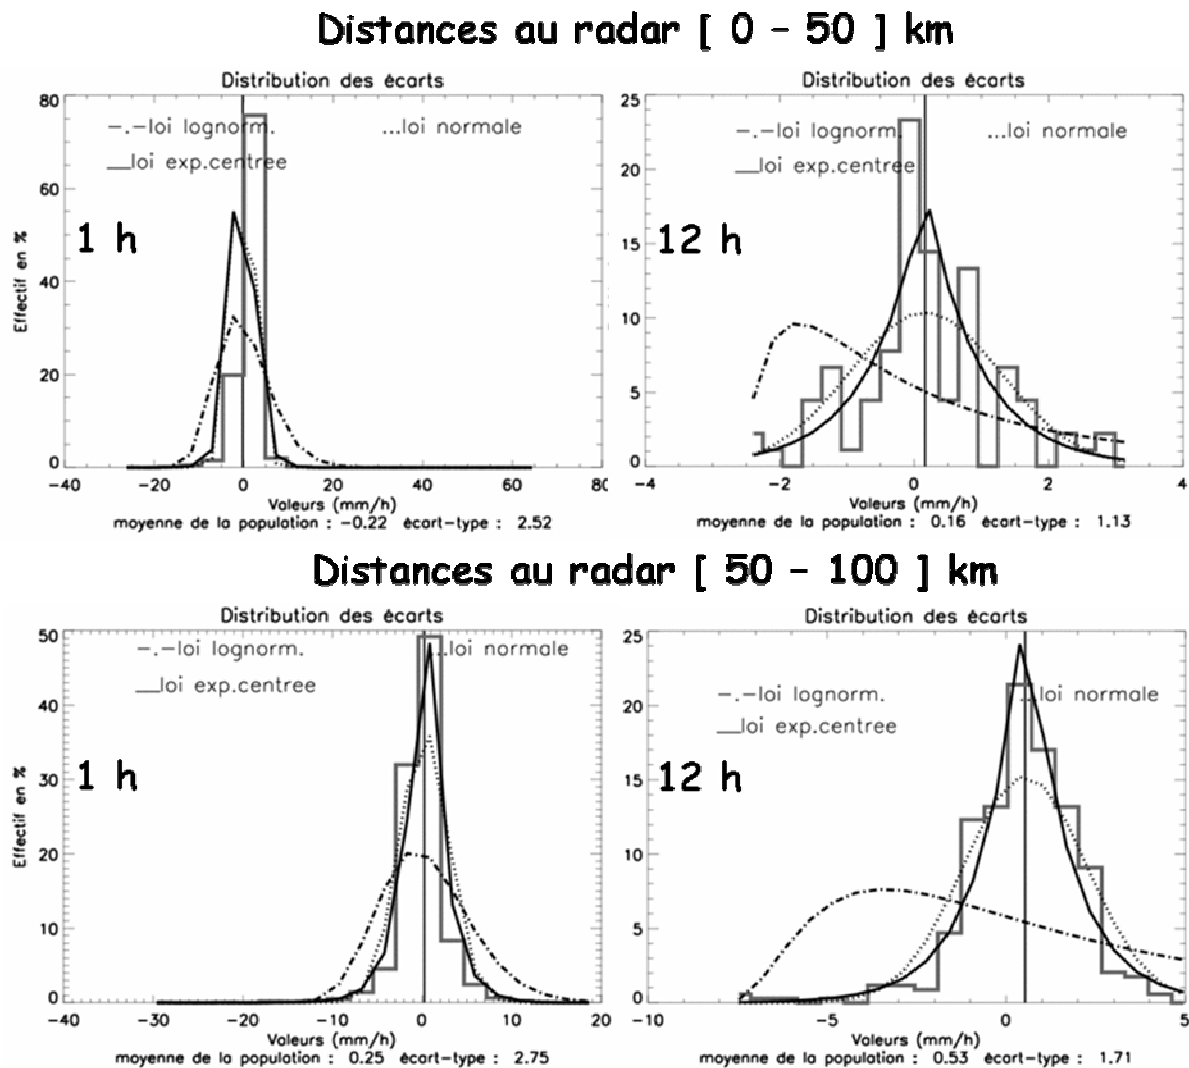 Distances au radar [ 0 – 50 ] km
Distribution des écarts
80
60
40
20
0
Effectif en %
–.–loi lognorm.
...loi normale
__loi exp.centree
1 h
−40 −20 0 20 40 60 80
Valeurs (mm/h)
moyenne de la population : −0.22 écart-type : 2.52
Distribution des écarts
25
20
15
10
5
0
–.–loi lognorm.
...loi normale
__loi exp.centree
12 h
−4 −2 0 2 4
Valeurs (mm/h)
moyenne de la population : 0.16 écart-type : 1.13
Distances au radar [ 50 – 100 ] km
Distribution des écarts
50
40
30
20
10
0
Effectif en %
–.–loi lognorm.
...loi normale
__loi exp.centree
1 h
−40 −30 −20 −10 0 10 20
Valeurs (mm/h)
moyenne de la population : 0.25 écart-type : 2.75
Distribution des écarts
25
20
15
10
5
0
–.–loi lognorm.
...loi normale
__loi exp.centree
12 h
−10 −5 0 5
Valeurs (mm/h)
moyenne de la population : 0.53 écart-type : 1.71